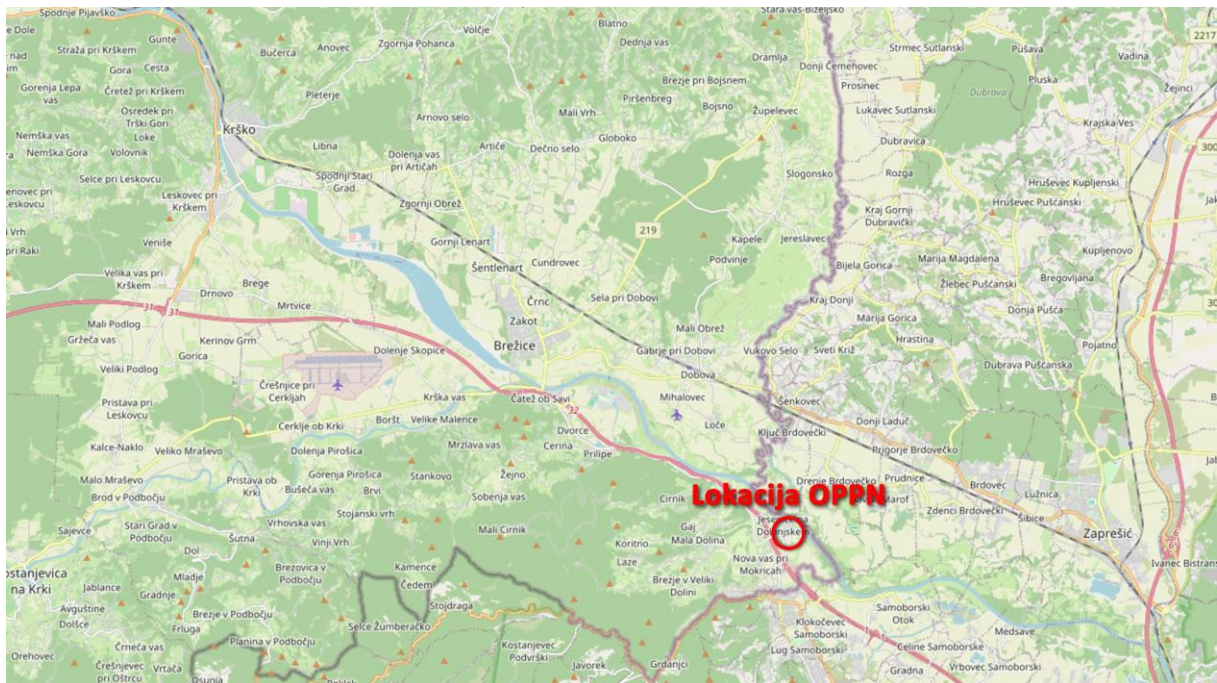 Spodnje Pijavško
Stara vas-Bizeljsko
Volčje
Blatno
Gunte
Zgornja Pohanca
Dednja vas
Dramlja
Strmec Sutlanski
Pušava
2217
Straža pri Krškem
Bučerca
Anovec
Donji Čemehovec
Vadina
Gora
Cesta
Brezje pri Bojsnem
Prosinec
Pluska
Dubrava
Žejinci
Gorenja Lepa
vas
Čretež pri Krškem
Pleterje
Piršenbreg
Bojsno
Župelevec
Lukavec Sutlanski
Osredek pri
Trški Gori
Arnovo selo
Mali Vrh
Krajska Ves
Nemška vas
Loke
Krško
Globoko
Dubravica
300
Nemška Gora
Volovnik
Libna
Artiče
Dečno selo
Dolenja vas
pri Artičah
Selce pri Leskovcu
Spodnji Stari
Grad
Slogonsko
Rozga
Hruševec Kupljenski
Leskovec pri
Krškem
Zgornji Obrež
Kraj Gornji
Dubravički
Hruševec Pušćanski
219
Veniše
Gornji Lenart
Kapele
Jereslavec
Kupljenovo
Cundrovec
Podvinje
Marija Magdalena
Velika vas pri
Krškem
Brege
Šentlenart
Bijela Gorica
Bregovljana
Drnovo
Žlebec Pušćanski
31
31
Mrtvice
Črnc
Sela pri Dobovi
Kraj Donji
Donja Pušća
Mali Podlog
Zakot
Mali Obrež
Marija Gorica
Gržeča vas
Kerinov Grm
Brežice
Hrastina
Pojatno
Gorica
Dolenje Skopice
Gabrje pri Dobovi
Vukovo Selo
Sveti Križ
Veliki Podlog
Dubrava Pušćanska
Črešnjice pri
Cerkljah
Dobova
Krška vas
Čatež ob Savi
Mihalovec
Šenkovec
Pristava pri
Leskovcu
Boršt
Velike Malence
32
Loče
Donji Laduč
Cerklje ob Krki
Dvorce
Ključ Brdovečki
Kalce-Naklo
Veliko Mraševo
Dolenja Pirošica
Mrzlava vas
Cerina
Prigorje Brdovečko
Prilipe
Gorenja Pirošica
Stankovo
Žejno
Drenje Brdovečko
Prudnice
Brdovec
Malo Mraševo
Pristava ob
Krki
Bušeča vas
Brvi
Sobenja vas
Cirnik
Lokacija OPPN
Lužnica
Brod v Podbočju
Zdenci Brdovečki
Stojanski vrh
Šibice
Sajevce
Stari Grad v
Podbočju
Vrhovska vas
Mali Cirnik
Gaj
Zaprešić
Šutna
Vinji Vrh
Koritno
Mala Dolina
Dol
Laze
Nova vas pri
Mokricah
Ivanec Bistrans
Brezovica v
Podbočju
Kamence
ostanjevica
na Krki
Mladje
Čedem
Brezje v Veliki
Dolini
Jablance
Gradnje
Stojdraga
Samoborski
Otok
Avguštine
Brezje v Podbočju
Klokočevec
Samoborski
Medsave
Dolšce
Frluga
Selce Žumberačko
Črneča vas
Planina v Podbočju
Kostanjevec
Podvrški
Lug Samoborski
Celine Samoborske
Orehovec
Črešnjevec
pri Oštrcu
Vrtača
Javorek
Grdanjci
Gradna
Vrbovec Samoborski